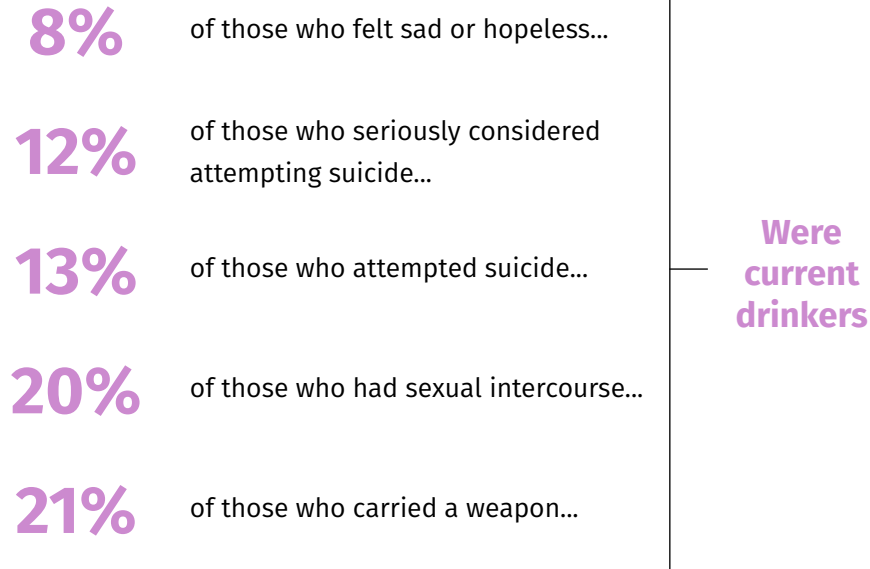 8%
of those who felt sad or hopeless...
12%
of those who seriously considered
attempting suicide...
13%
of those who attempted suicide...
20%
of those who had sexual intercourse...
21%
of those who carried a weapon...
Were
current
drinkers